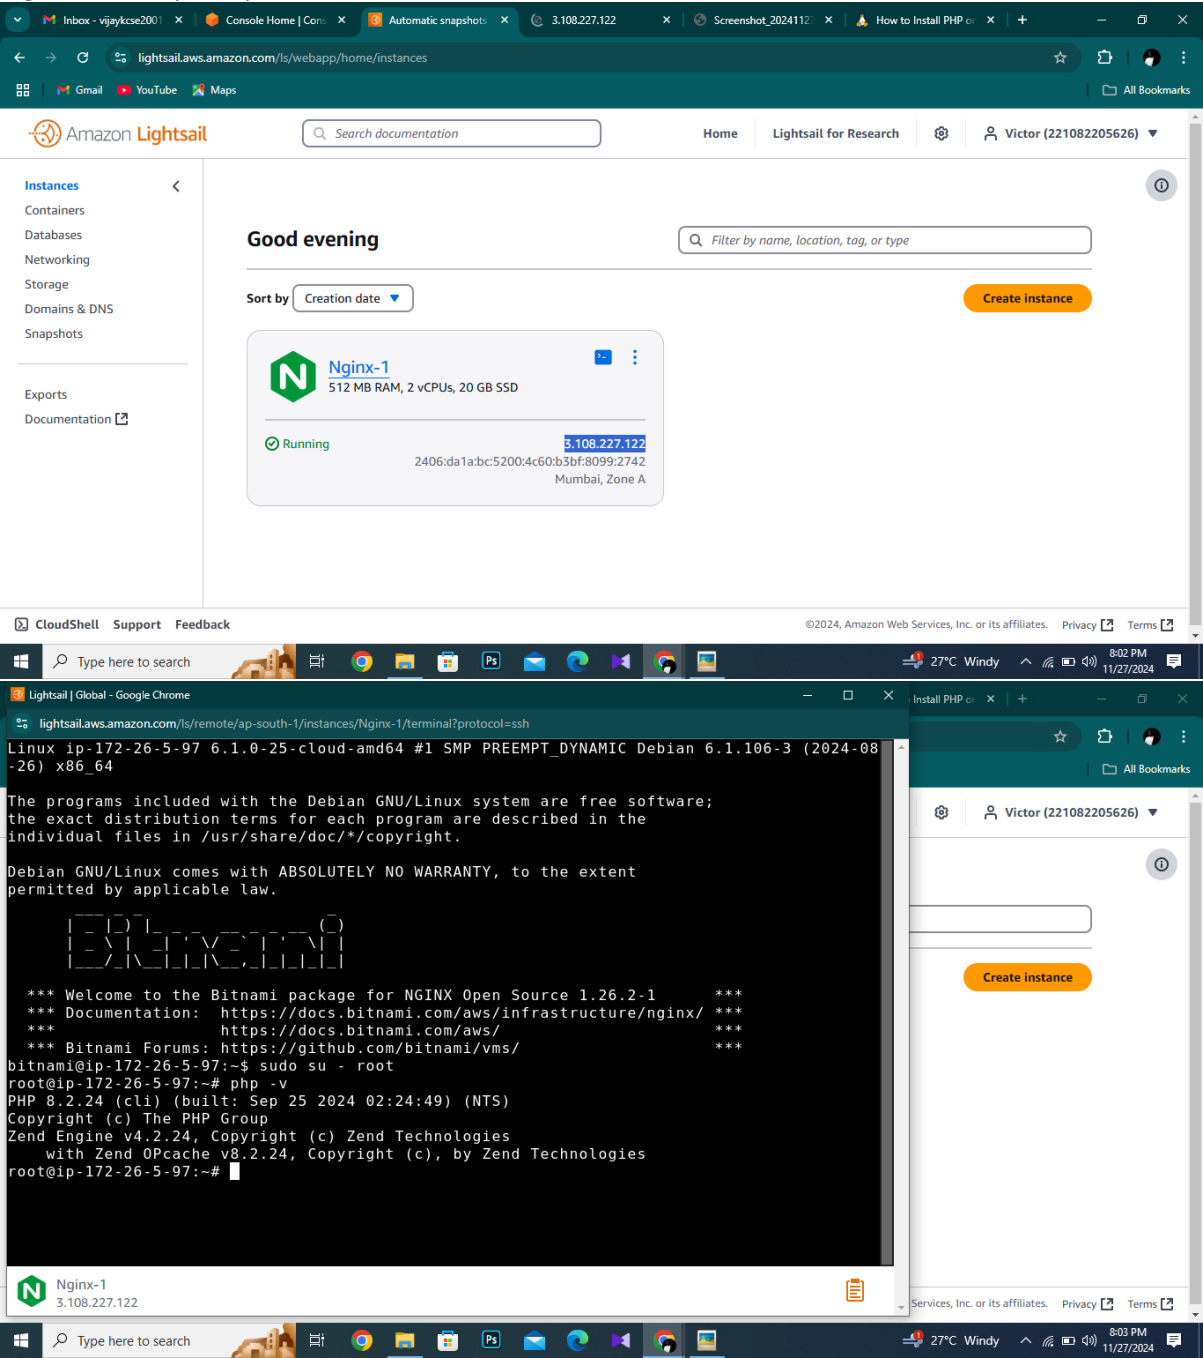 Inbox - vijaykcse2001
Console Home | Cons
Automatic snapshots
3.108.227.122
Screenshot_20241127
How to Install PHP on
lightsail.aws.amazon.com/ls/webapp/home/instances
Gmail
YouTube
Maps
All Bookmarks
Amazon Lightsail
Search documentation
Home
Lightsail for Research
Victor (221082205626)
Instances
Containers
Databases
Networking
Storage
Domains & DNS
Snapshots
Exports
Documentation
Good evening
Filter by name, location, tag, or type
Sort by
Creation date
Create instance
Nginx-1
512 MB RAM, 2 vCPUs, 20 GB SSD
Running
3.108.227.122
2406:da1a:bc:5200:4c60:b3bf:8099:2742
Mumbai, Zone A
CloudShell Support Feedback
©2024, Amazon Web Services, Inc. or its affiliates. Privacy Terms
Type here to search
Ps
27°C Windy
8:02 PM
11/27/2024
Lightsail | Global - Google Chrome
Install PHP on
lightsail.aws.amazon.com/ls/remote/ap-south-1/instances/Nginx-1/terminal?protocol=ssh
All Bookmarks
Victor (221082205626)
Create instance
Linux ip-172-26-5-97 6.1.0-25-cloud-amd64 #1 SMP PREEMPT_DYNAMIC Debian 6.1.106-3 (2024-08
-26) x86_64
The programs included with the Debian GNU/Linux system are free software;
the exact distribution terms for each program are described in the
individual files in /usr/share/doc/*/copyright.
Debian GNU/Linux comes with ABSOLUTELY NO WARRANTY, to the extent
permitted by applicable law.
Bitnami
*** Welcome to the Bitnami package for NGINX Open Source 1.26.2-1 ***
*** Documentation: https://docs.bitnami.com/aws/infrastructure/nginx/ ***
*** https://docs.bitnami.com/aws/ ***
*** Bitnami Forums: https://github.com/bitnami/vms/ ***
bitnami@ip-172-26-5-97:~$ sudo su - root
root@ip-172-26-5-97:~# php -v
PHP 8.2.24 (cli) (built: Sep 25 2024 02:24:49) (NTS)
Copyright (c) The PHP Group
Zend Engine v4.2.24, Copyright (c) Zend Technologies
with Zend OPcache v8.2.24, Copyright (c), by Zend Technologies
root@ip-172-26-5-97:~#
Nginx-1
3.108.227.122
Services, Inc. or its affiliates. Privacy Terms
Type here to search
Ps
27°C Windy
8:03 PM
11/27/2024